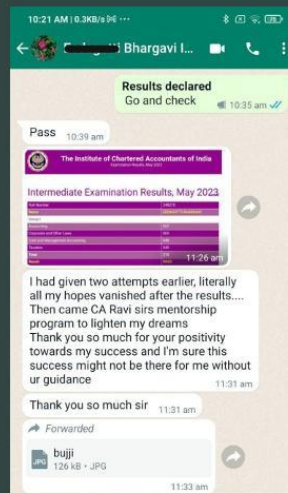 10:21 AM | 0.3KB/s
Bhargavi I...
Results declared
Go and check
10:35 am
Pass
10:39 am
The Institute of Chartered Accountants of India
Intermediate Examination Results, May 2023
11:26 am
I had given two attempts earlier, literally
all my hopes vanished after the results....
Then came CA Ravi sirs mentorship
program to lighten my dreams
Thank you so much for your positivity
towards my success and I'm sure this
success might not be there for me without
ur guidance
11:31 am
Thank you so much sir 11:31 am
Forwarded
JPG
bujji
126 kB • JPG
11:33 am